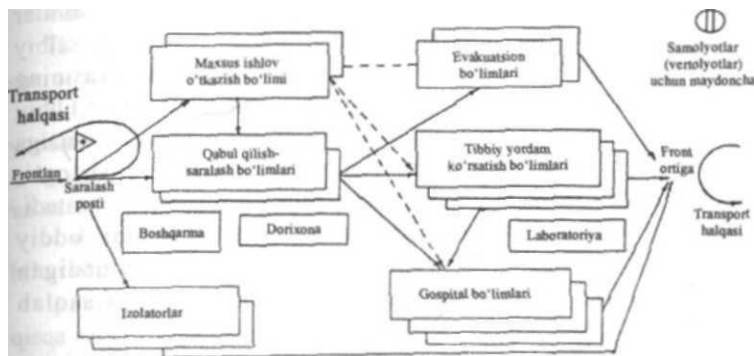 Maxsus ishlov
o‘tkazish bo‘limi
Evakuatsion
bo‘limlari
Samolyotlar
(vertolyotlar)
uchun maydoncha
Transport
halqasi
Qabul qilish-
saralash bo‘limlari
Tibbiy yordam
ko‘rsatish bo‘limlari
Front
ortiga
Frontdan
Saralash
posti
Transport
halqasi
Boshqarma
Dorixona
Laboratoriya
Izolatorlar
Gospital bo‘limlari
oddiy